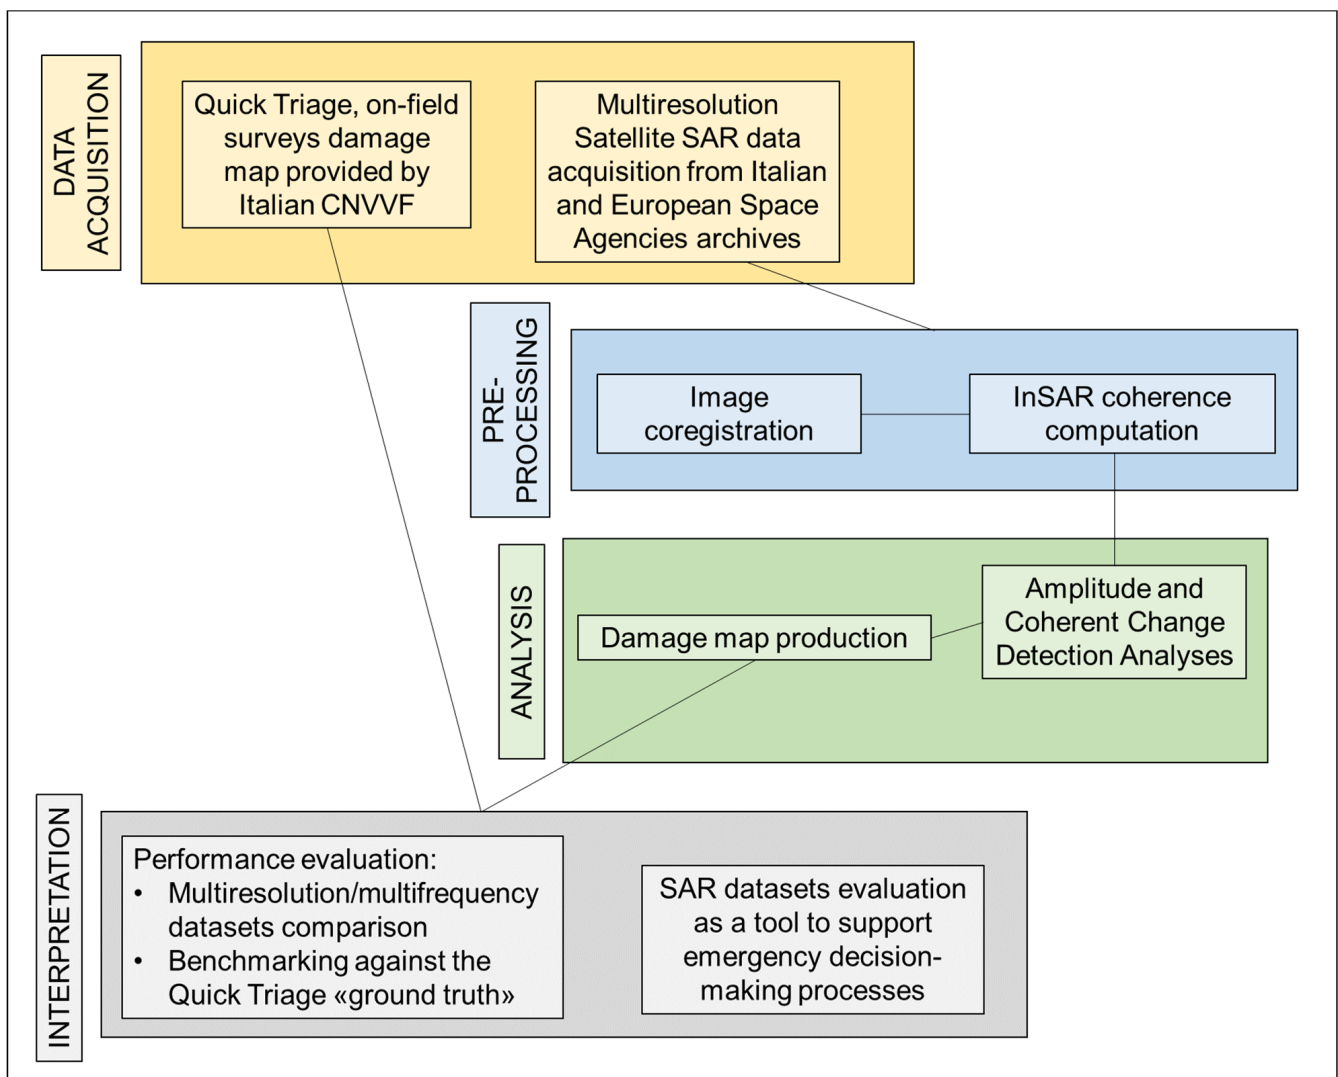 DATA
ACQUISITION
Quick Triage, on-field
surveys damage
map provided by
Italian CNVVF
Multiresolution
Satellite SAR data
acquisition from Italian
and European Space
Agencies archives
PRE-
PROCESSING
Image
coregistration
InSAR coherence
computation
ANALYSIS
Damage map production
Amplitude and
Coherent Change
Detection Analyses
INTERPRETATION
Performance evaluation:
• Multiresolution/multifrequency
datasets comparison
• Benchmarking against the
Quick Triage «ground truth»
SAR datasets evaluation
as a tool to support
emergency decision-
making processes